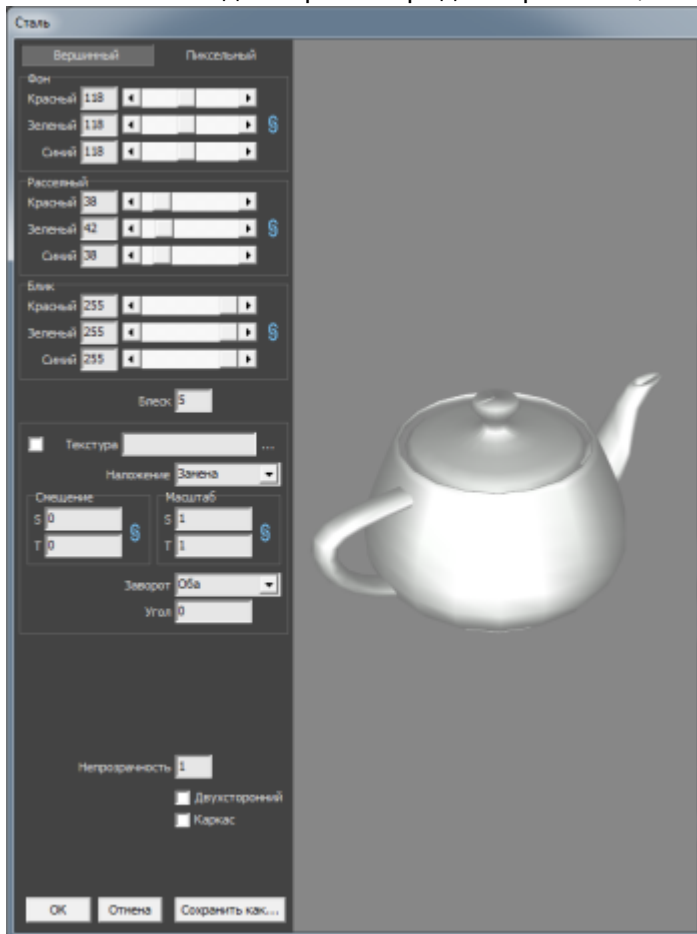 Сталь
Вершинный Пиксельный
Фон
Красный 118
Зеленый 118
Синий 118
Рассеяный
Красный 38
Зеленый 42
Синий 38
Блик
Красный 255
Зеленый 255
Синий 255
Блеск 5
Текстура ...
Наложение Замена
Смещение Масштаб
S 0 S 1
T 0 T 1
Заворот Оба
Угол 0
Непрозрачность 1
Двухсторонний
Каркас
OK Отмена Сохранить как...